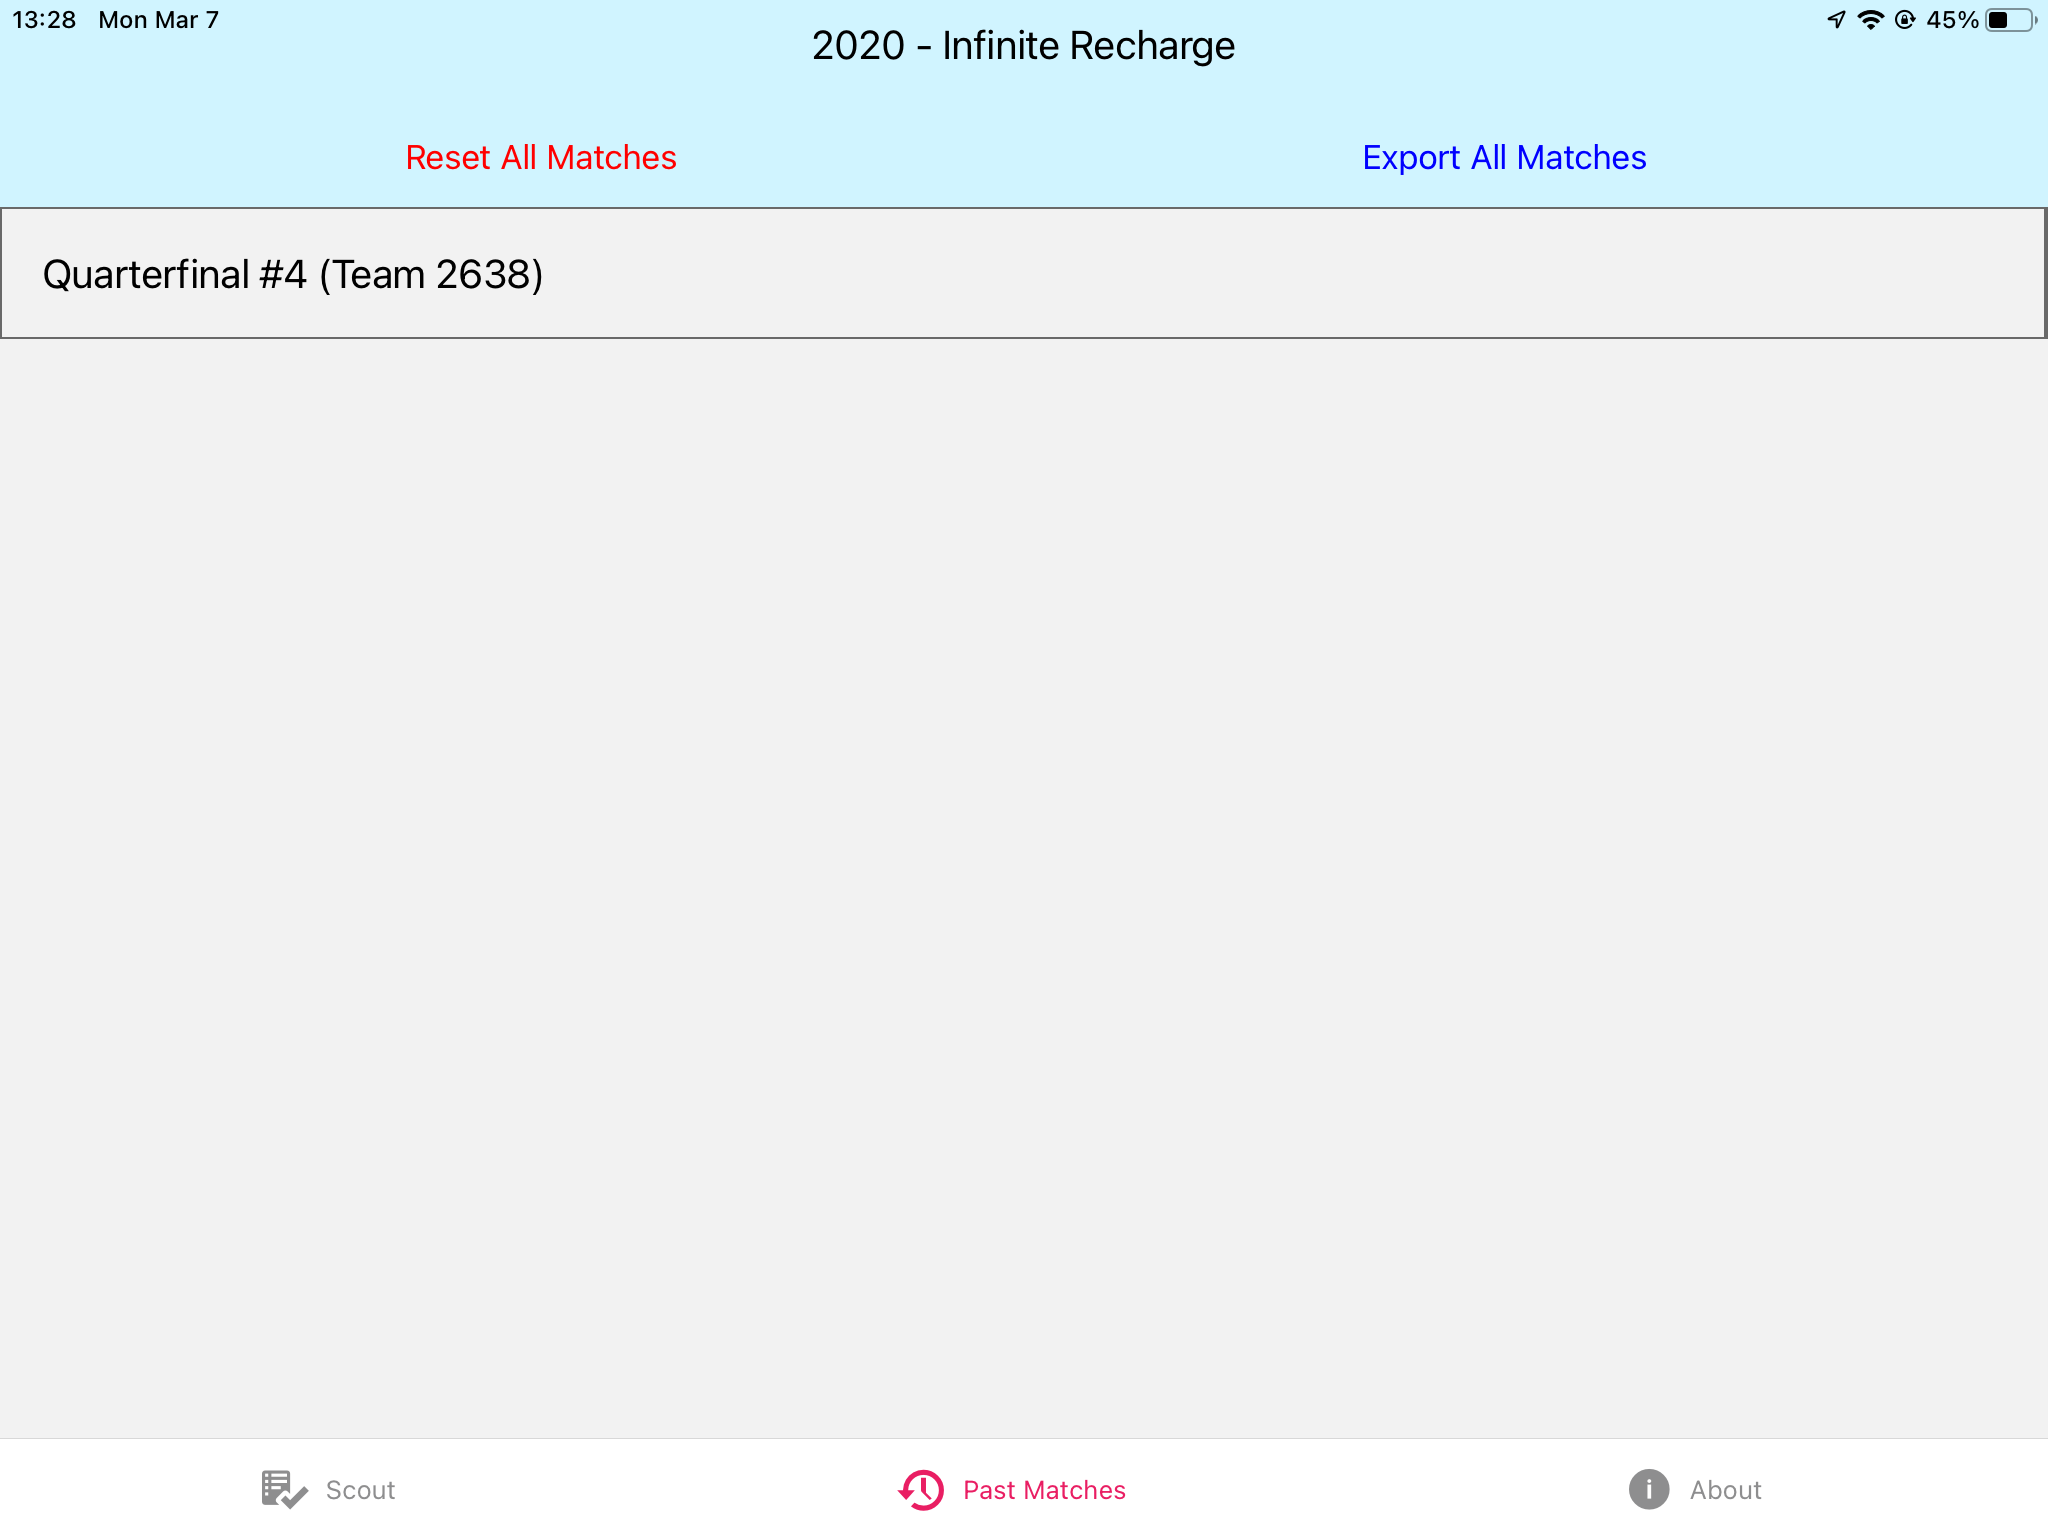 13:28 Mon Mar 7
45%
2020 - Infinite Recharge
Reset All Matches
Export All Matches
Quarterfinal #4 (Team 2638)
Scout
Past Matches
About